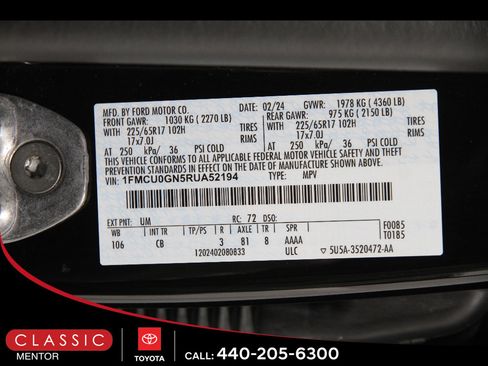 MFD. BY FORD MOTOR CO.
DATE: 02/24 GVWR: 1978 KG ( 4360 LB)
FRONT GAWR: 1030 KG ( 2270 LB) REAR GAWR: 975 KG ( 2150 LB)
225/65R17 102H TIRES 225/65R17 102H TIRES
17x7.0J RIMS 17x7.0J RIMS
AT 250 kPa/ 36 PSI COLD AT 250 kPa/ 36 PSI COLD
THIS VEHICLE CONFORMS TO ALL APPLICABLE FEDERAL MOTOR VEHICLE SAFETY AND BUMPER STANDARDS IN EFFECT ON THE DATE OF MANUFACTURE SHOWN ABOVE.
VIN: 1FMCU0GN5RUA52194 TYPE: MPV
EXT PNT: UM RC: 72 DSO:
WB BRK INT TR TP/PS R AXLE TR SPR F0085
106 CB 3 81 8 AAAA T0185
1202402080833 ULC 5U5A-3520472-AA
CLASSIC
MENTOR
TOYOTA
CALL: 440-205-6300